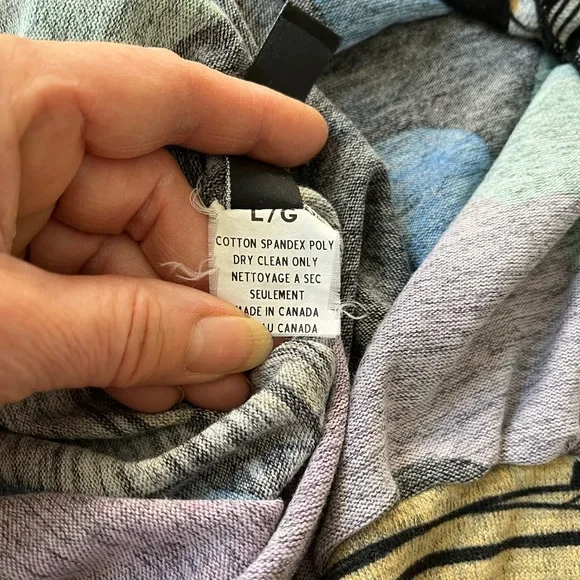 L/G
COTTON SPANDEX POLY
DRY CLEAN ONLY
NETTOYAGE A SEC
SEULEMENT
MADE IN CANADA
AU CANADA